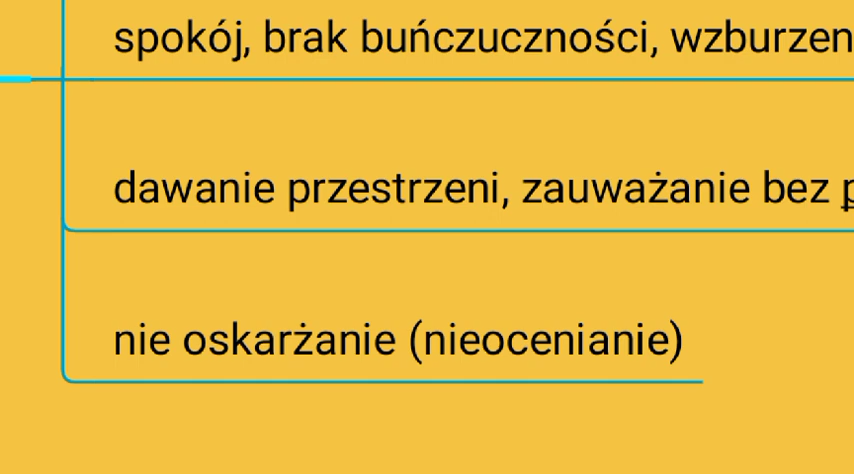 spokój, brak buńczuczności, wzburzen
dawanie przestrzeni, zauważanie bez
nie oskarżanie (nieocenianie)